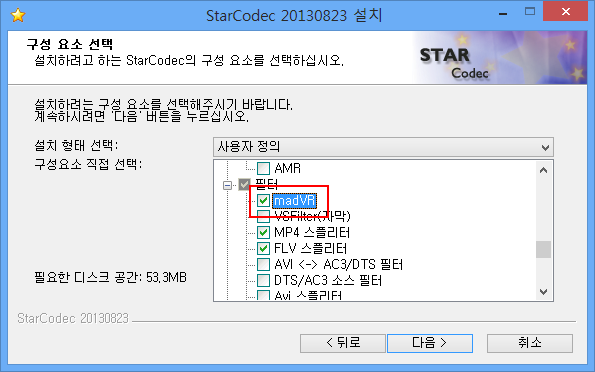 StarCodec 20130823 설치
구성 요소 선택
설치하려고 하는 StarCodec의 구성 요소를 선택하십시오.
STAR
Codec
설치하려는 구성 요소를 선택해주시기 바랍니다.
계속하시려면 '다음' 버튼을 누르십시오.
설치 형태 선택:
사용자 정의
구성요소 직접 선택:
AMR
필터
madVR
VSFilter(자막)
MP4 스플리터
FLV 스플리터
AVI <-> AC3/DTS 필터
DTS/AC3 소스 필터
Avi 스플리터
필요한 디스크 공간: 53,3MB
StarCodec 20130823
< 뒤로
다음 >
취소